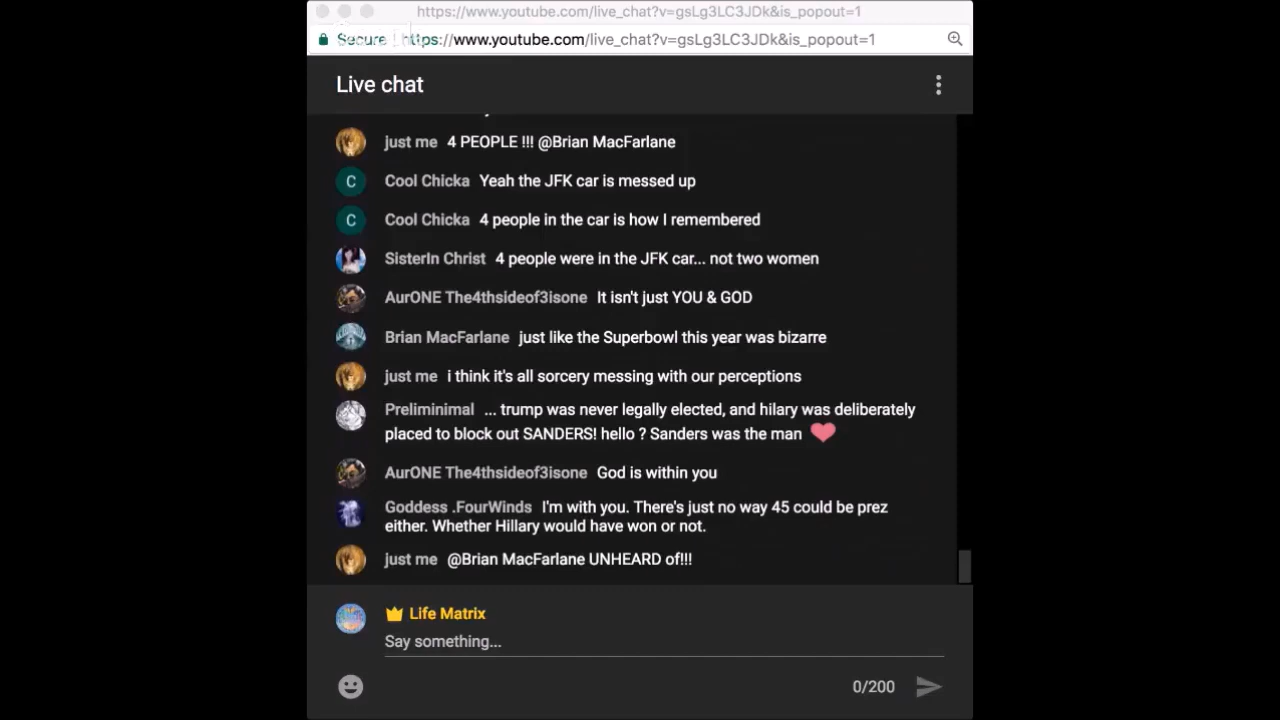 https://www.youtube.com/live_chat?v=gsLg3LC3JDk&is_popout=1
Secure https://www.youtube.com/live_chat?v=gsLg3LC3JDk&is_popout=1
Live chat
just me 4 PEOPLE !!! @Brian MacFarlane
C Cool Chicka Yeah the JFK car is messed up
C Cool Chicka 4 people in the car is how I remembered
SisterIn Christ 4 people were in the JFK car... not two women
AurONE The4thsideof3isone It isn't just YOU & GOD
Brian MacFarlane just like the Superbowl this year was bizarre
just me i think it's all sorcery messing with our perceptions
Preliminimal ... trump was never legally elected, and hilary was deliberately
placed to block out SANDERS! hello ? Sanders was the man
AurONE The4thsideof3isone God is within you
Goddess .FourWinds I'm with you. There's just no way 45 could be prez
either. Whether Hillary would have won or not.
just me @Brian MacFarlane UNHEARD of!!!
Life Matrix
Say something...
0/200